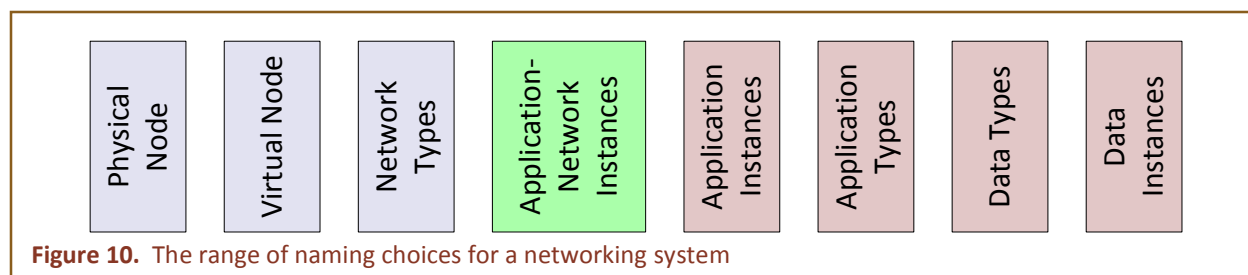 Physical
Node
Virtual Node
Network
Types
Application-
Network
Instances
Application
Instances
Application
Types
Data Types
Data
Instances
Figure 10. The range of naming choices for a networking system